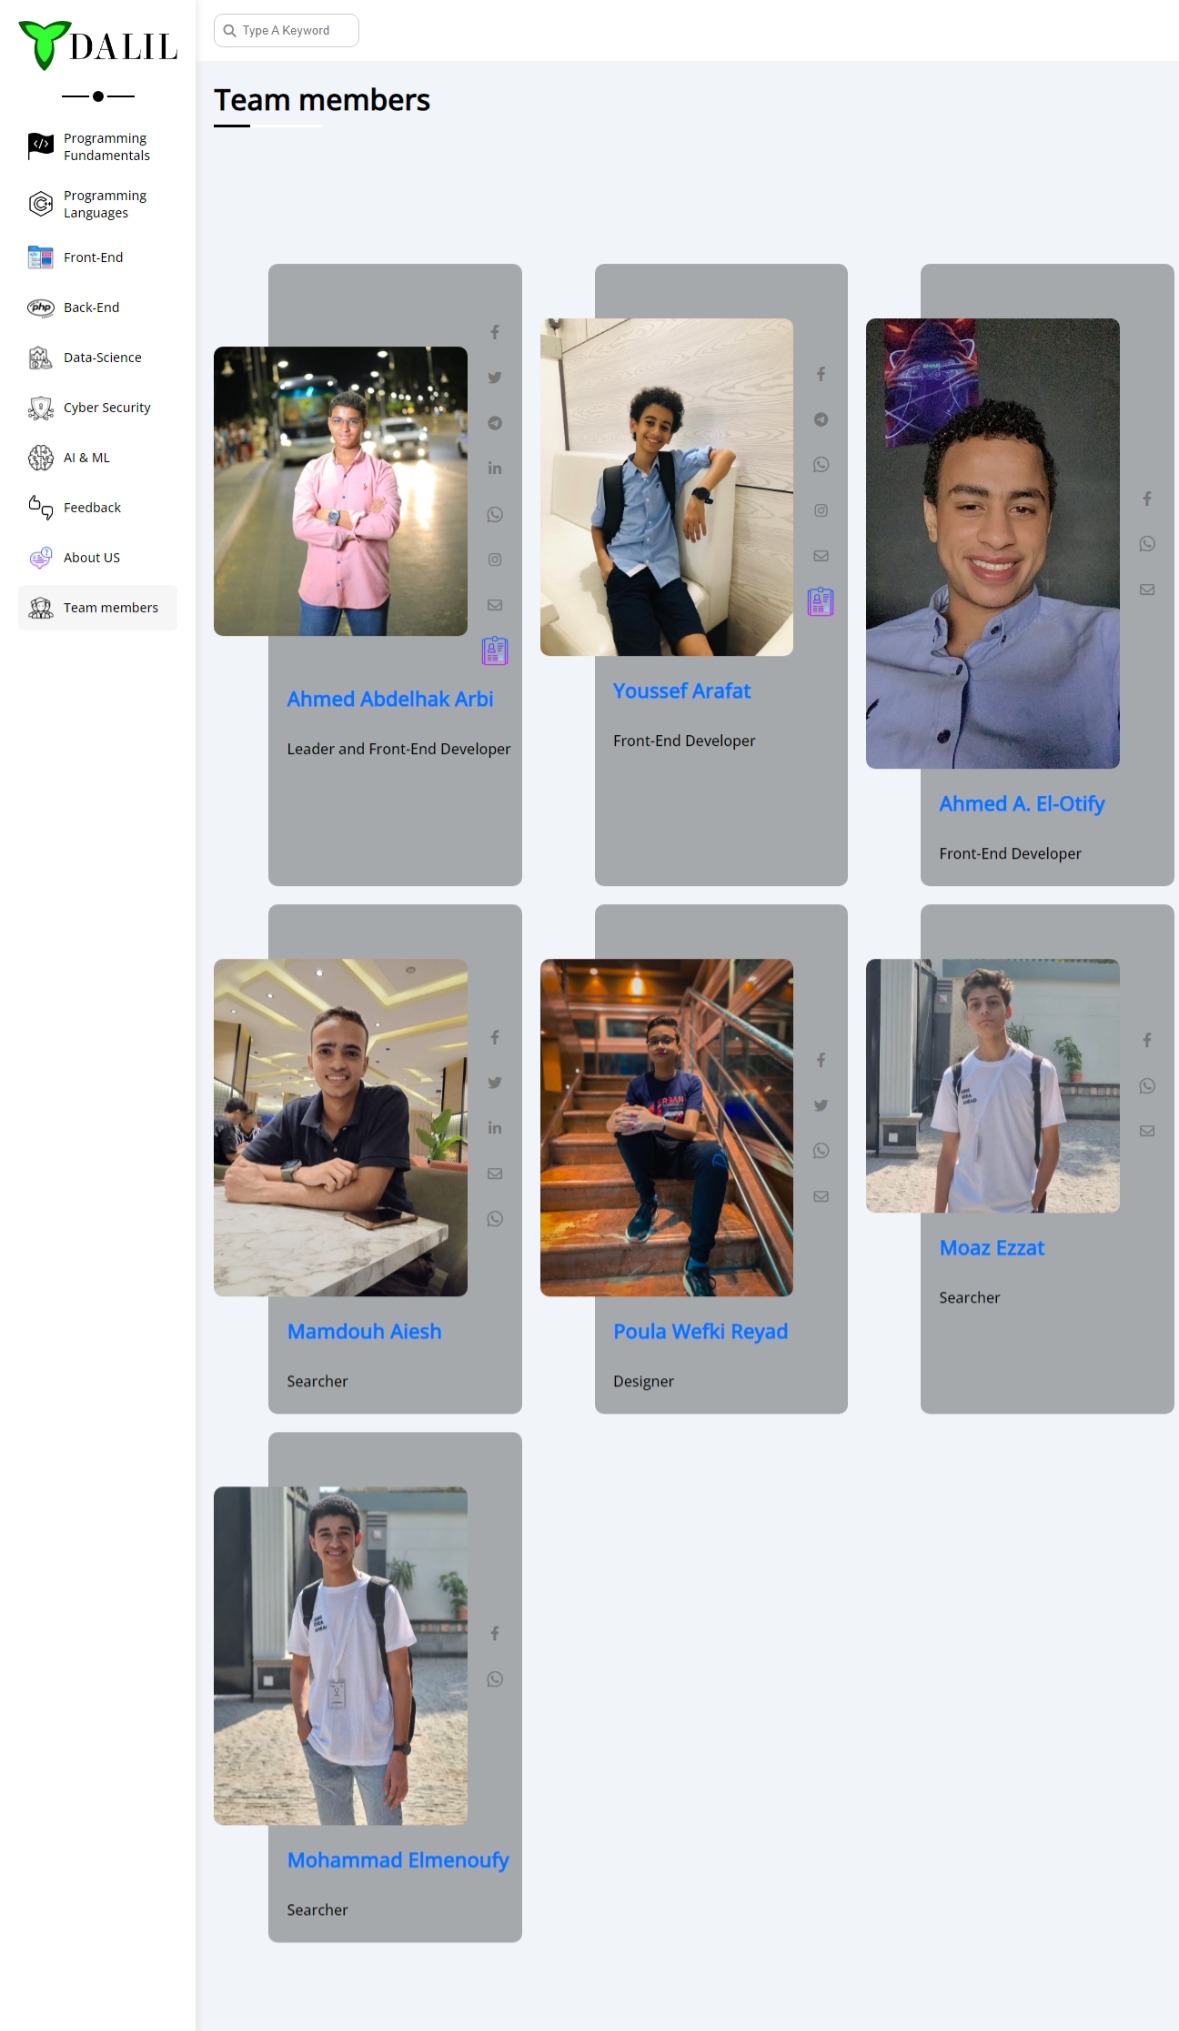 DALIL
Programming
Fundamentals
Programming
Languages
Front-End
php
Back-End
Data-Science
Cyber Security
AI & ML
Feedback
About US
Team members
Type A Keyword
Team members
Ahmed Abdelhak Arbi
Leader and Front-End Developer
Youssef Arafat
Front-End Developer
Ahmed A. El-Otify
Front-End Developer
Mamdouh Aiesh
Searcher
Poula Wefki Reyad
Designer
Moaz Ezzat
Searcher
Mohammad Elmenoufy
Searcher